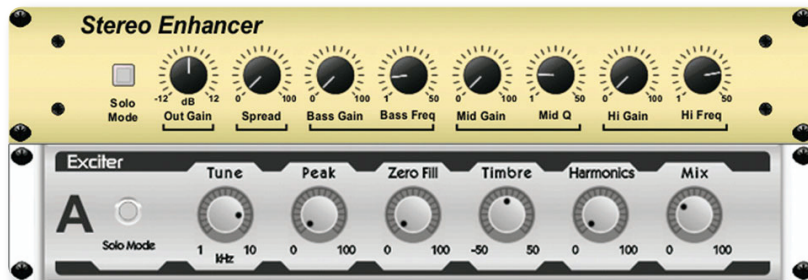 Stereo Enhancer
Solo
Mode
-12 dB 12
Out Gain
0 100
Spread
0 100
Bass Gain
1 50
Bass Freq
0 100
Mid Gain
1 50
Mid Q
0 100
Hi Gain
1 50
Hi Freq
Exciter
A
Solo Mode
Tune
1 kHz 10
Peak
0 100
Zero Fill
0 100
Timbre
-50 50
Harmonics
0 100
Mix
0 100